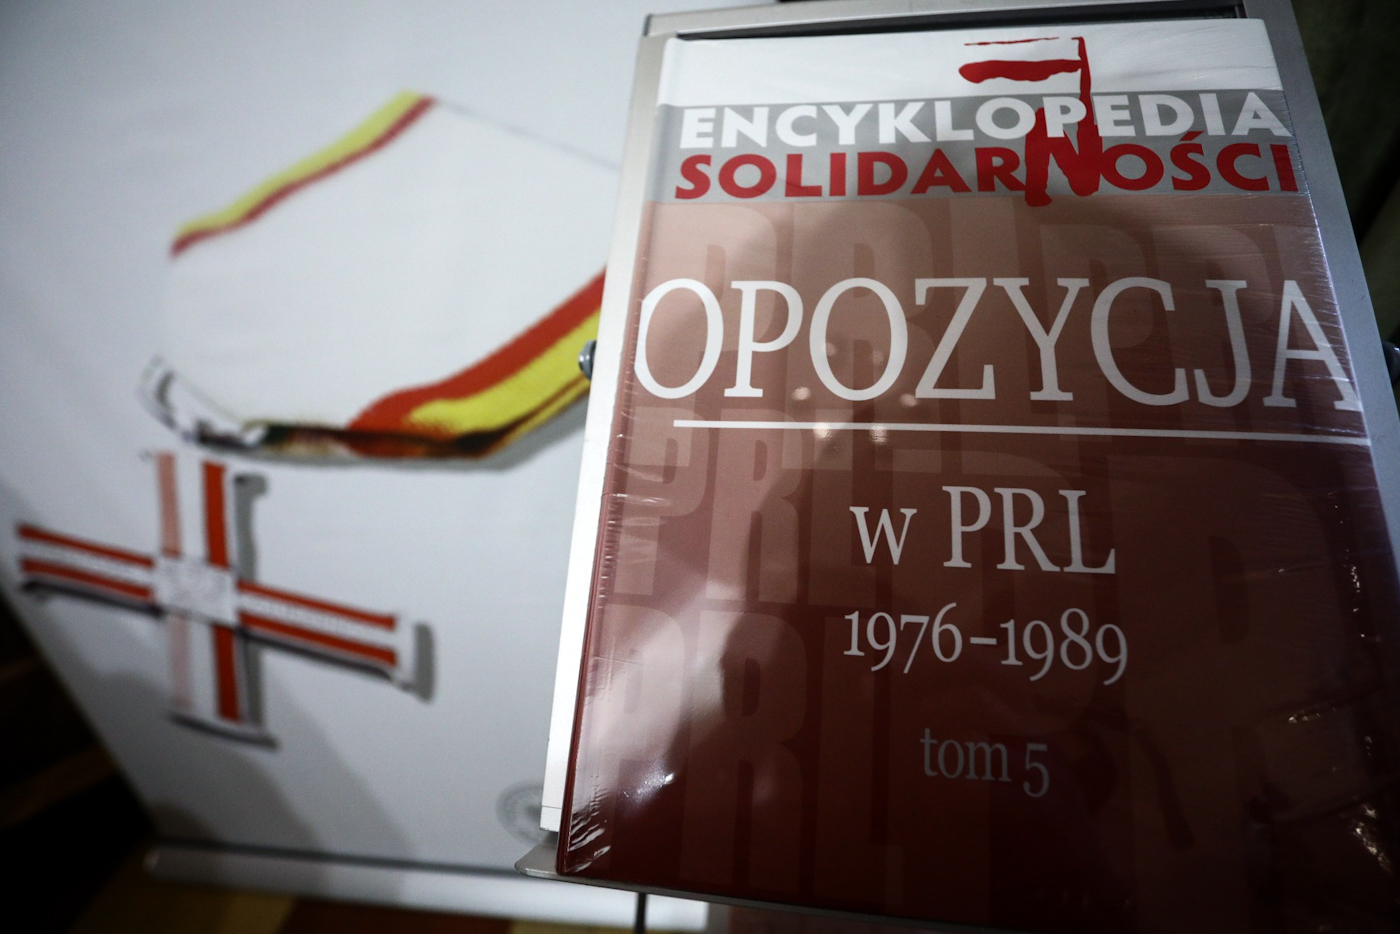 ENCYKLOPEDIA
SOLIDARNOŚCI
OPOZYCJA
w PRL
1976–1989
tom 5